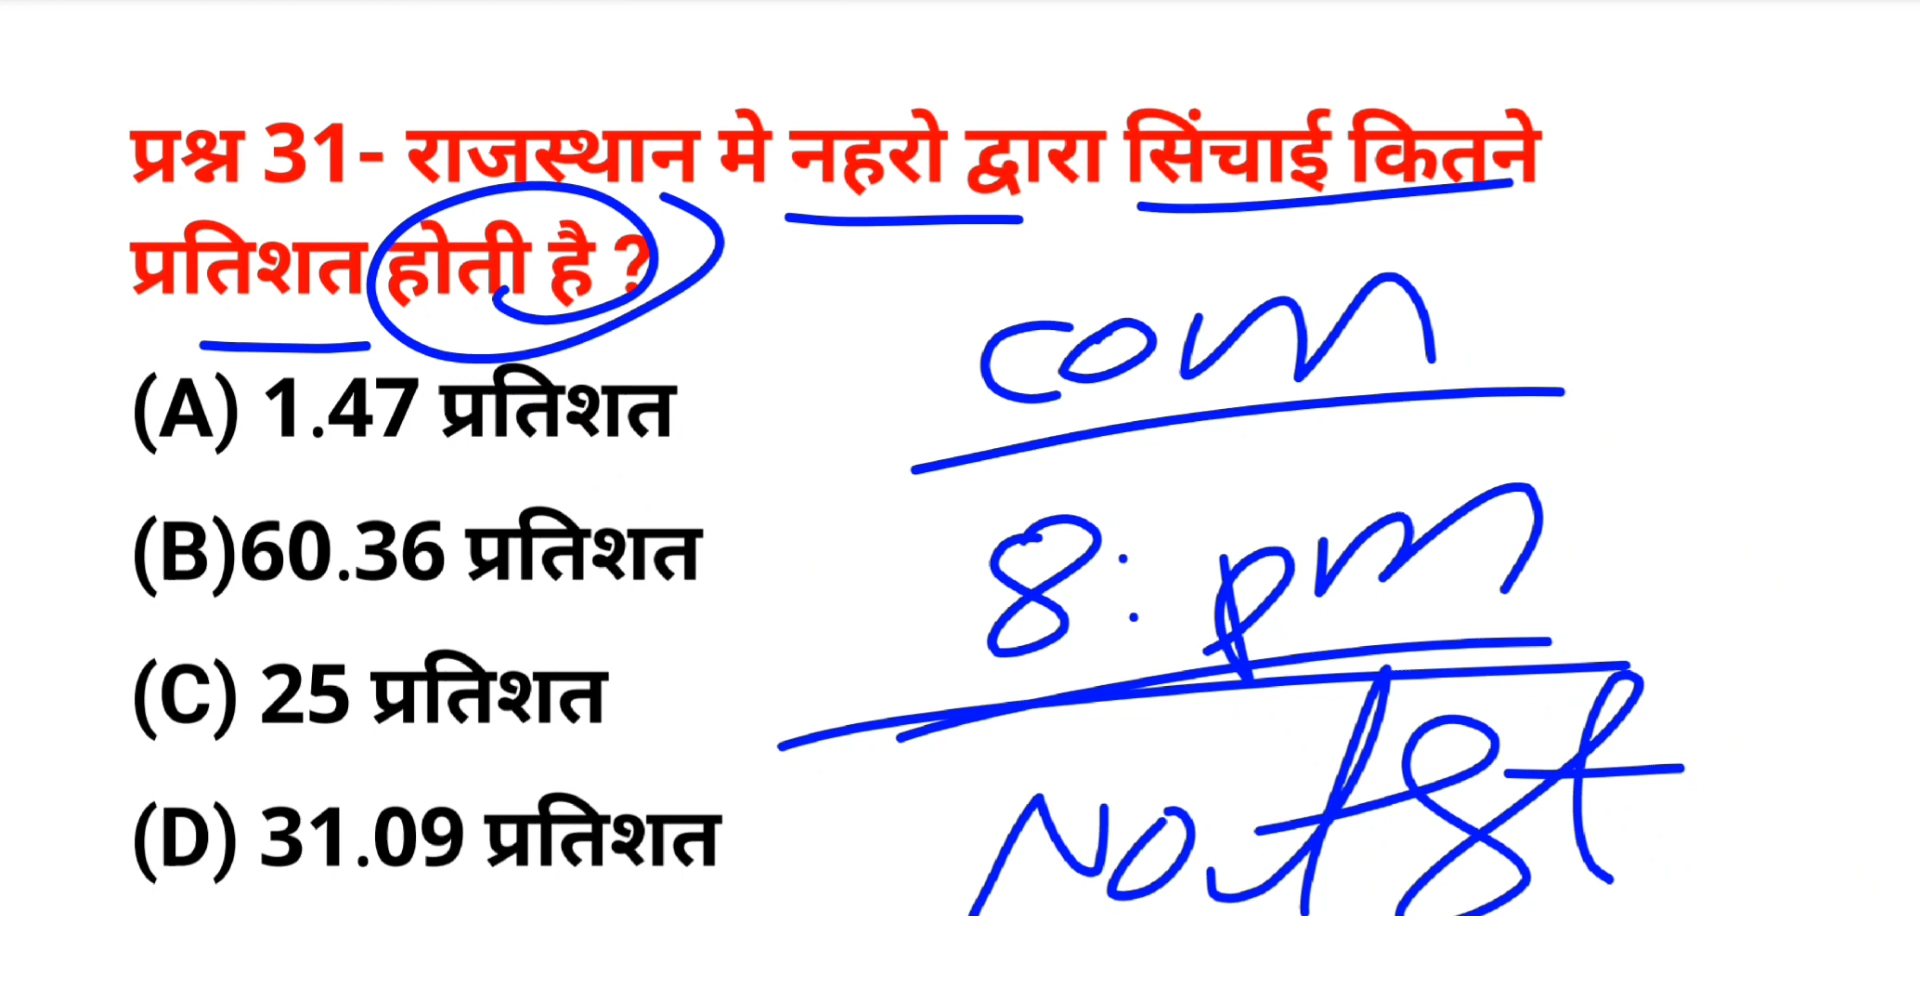 प्रश्न 31- राजस्थान मे नहरो द्वारा सिंचाई कितने
प्रतिशत होती है ?
(A) 1.47 प्रतिशत
(B)60.36 प्रतिशत
(C) 25 प्रतिशत
(D) 31.09 प्रतिशत
com
8: pm